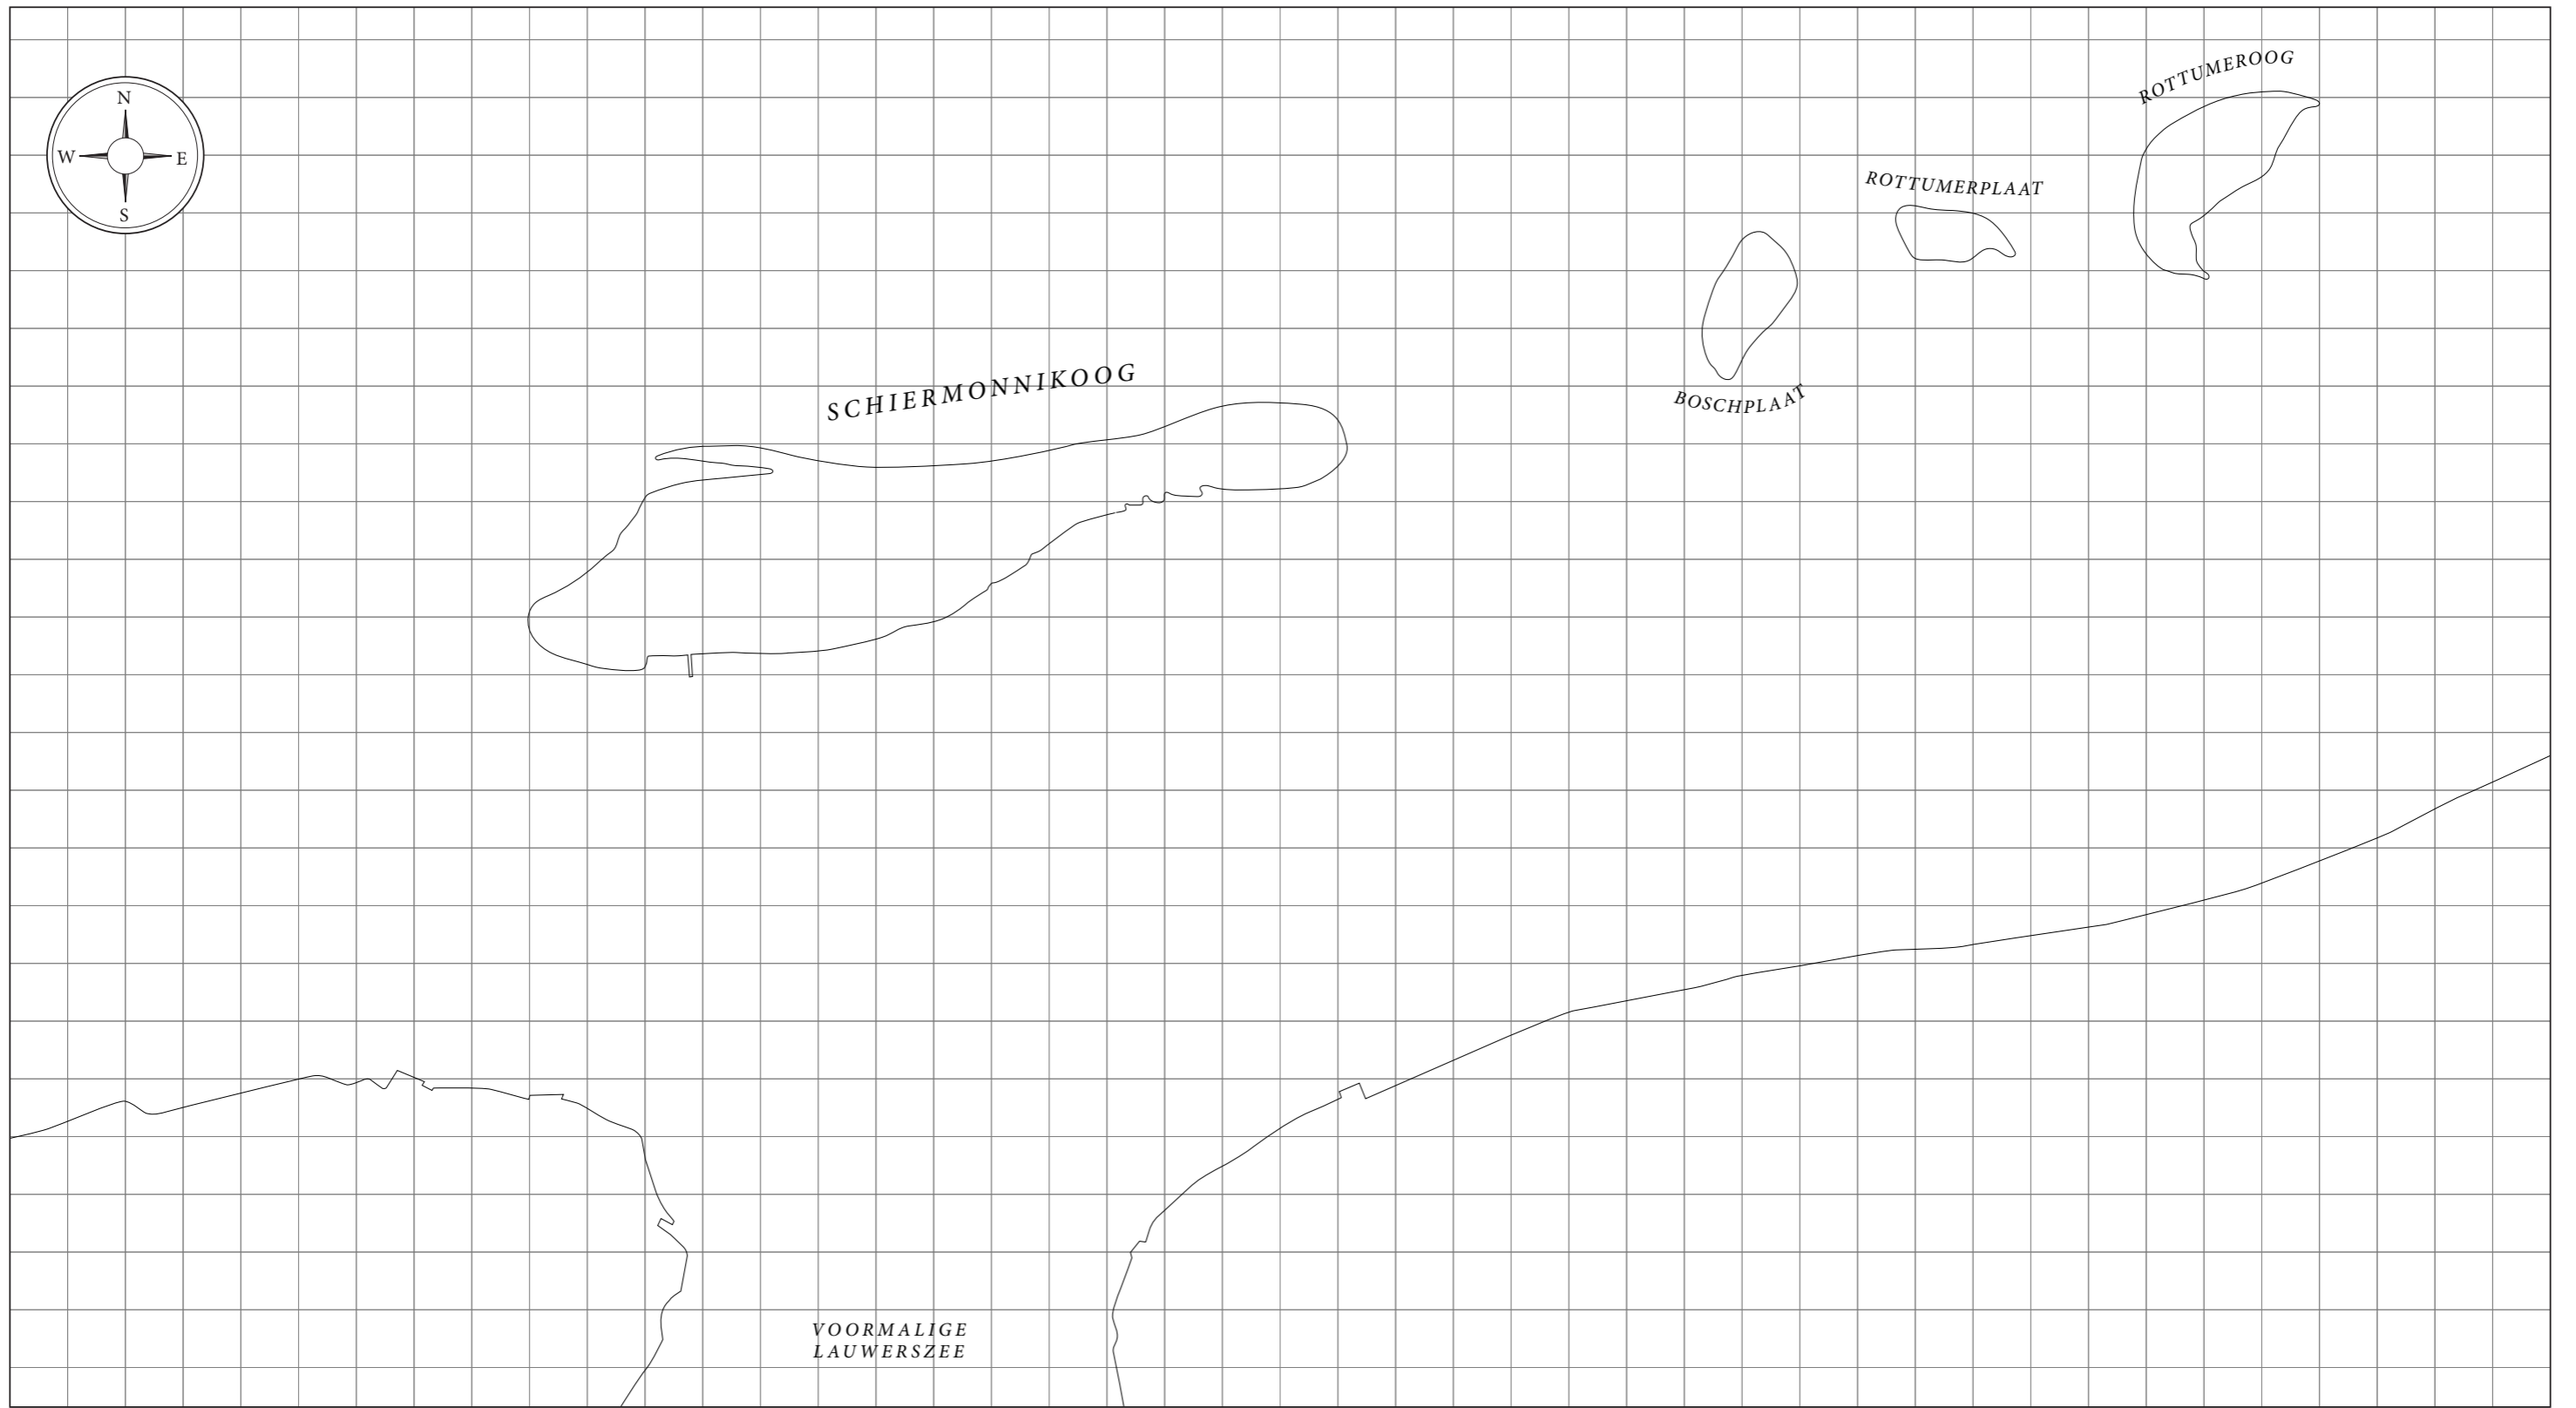 ROTTUMEROOG
N
W E
S
ROTTUMERPLAAT
SCHIERMONNIKOOG
BOSCHPLAAT
VOORMALIGE
LAUWERSZEE